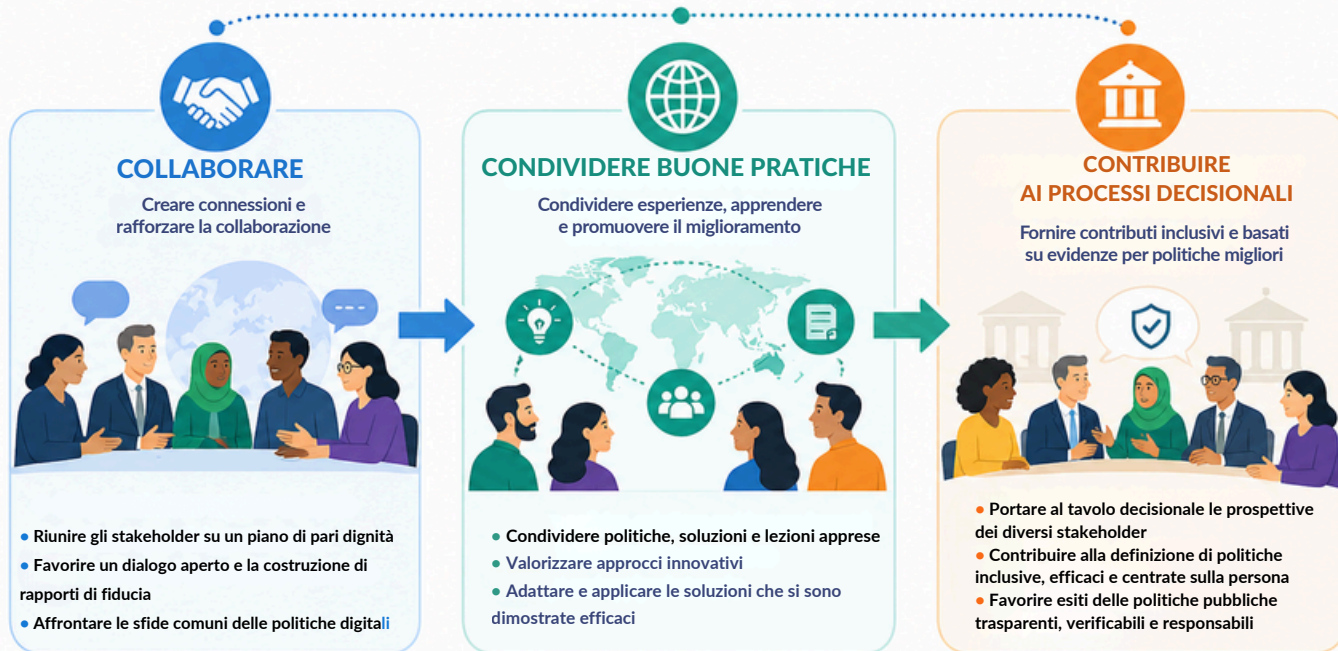 COLLABORARE
Creare connessioni e
rafforzare la collaborazione
• Riunire gli stakeholder su un piano di pari dignità
• Favorire un dialogo aperto e la costruzione di
rapporti di fiducia
• Affrontare le sfide comuni delle politiche digitali
CONDIVIDERE BUONE PRATICHE
Condividere esperienze, apprendere
e promuovere il miglioramento
• Condividere politiche, soluzioni e lezioni apprese
• Valorizzare approcci innovativi
• Adattare e applicare le soluzioni che si sono
dimostrate efficaci
CONTRIBUIRE
AI PROCESSI DECISIONALI
Fornire contributi inclusivi e basati
su evidenze per politiche migliori
• Portare al tavolo decisionale le prospettive
dei diversi stakeholder
• Contribuire alla definizione di politiche
inclusive, efficaci e centrate sulla persona
• Favorire esiti delle politiche pubbliche
trasparenti, verificabili e responsabili